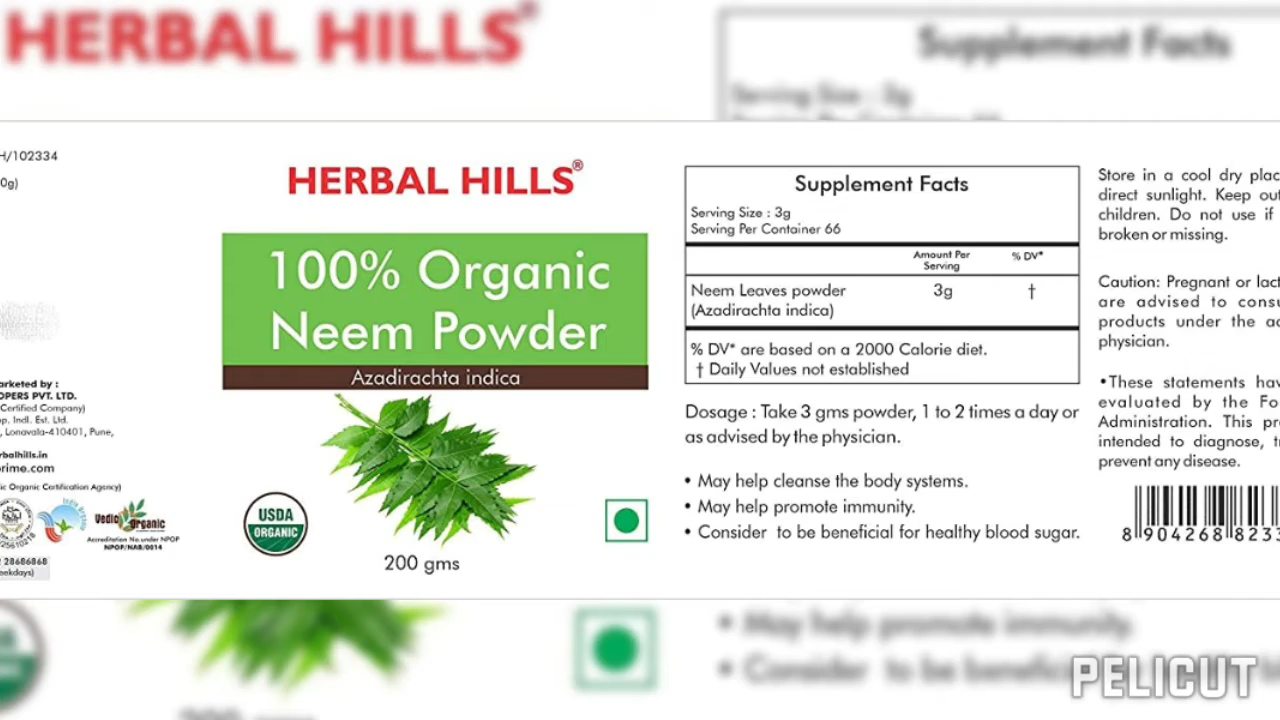 HERBAL HILLS
Supplement Facts
Serving Size : 3g
H/102334
0g)
arketed by :
OPERS PVT. LTD.
Certified Company)
op. Indl. Est. Ltd.
, Lonavala-410401, Pune,
rbalhills.in
rime.com
ic Organic Certification Agency)
Vedic Organic
Accreditation No.under NPOP
NPOP/NAB/0014
28686868
eekdays)
HERBAL HILLS®
100% Organic
Neem Powder
Azadirachta indica
USDA
ORGANIC
200 gms
Supplement Facts
Serving Size : 3g
Serving Per Container 66
Amount Per Serving % DV*
Neem Leaves powder 3g †
(Azadirachta indica)
% DV* are based on a 2000 Calorie diet.
† Daily Values not established
Dosage : Take 3 gms powder, 1 to 2 times a day or
as advised by the physician.
• May help cleanse the body systems.
• May help promote immunity.
• Consider to be beneficial for healthy blood sugar.
Store in a cool dry plac
direct sunlight. Keep out
children. Do not use if
broken or missing.
Caution: Pregnant or lact
are advised to consu
products under the ad
physician.
•These statements hav
evaluated by the Fo
Administration. This pr
intended to diagnose, t
prevent any disease.
8 904268 8233
• May help promote immunity.
• Consider to be benefic
200 gms
PELICUT